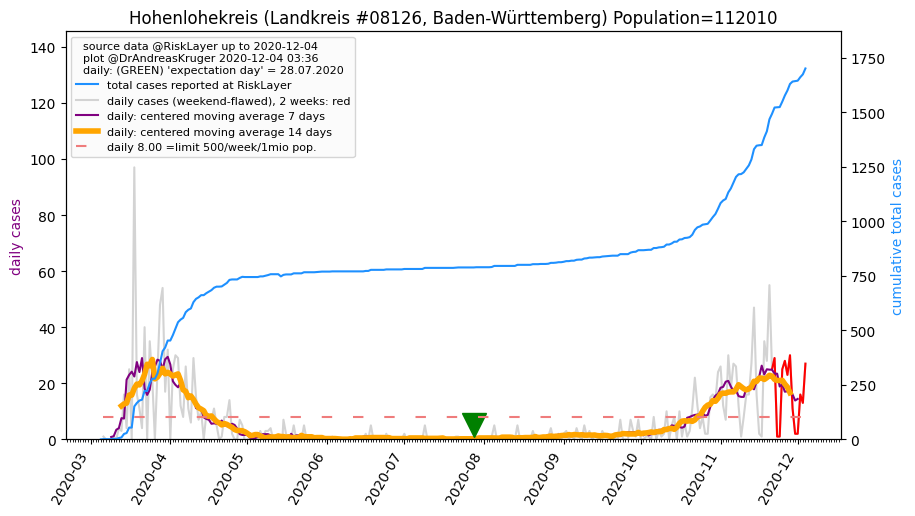 Hohenlohekreis (Landkreis #08126, Baden-Württemberg) Population=112010
source data @RiskLayer up to 2020-12-04
plot @DrAndreasKruger 2020-12-04 03:36
daily: (GREEN) 'expectation day' = 28.07.2020
total cases reported at RiskLayer
daily cases (weekend-flawed), 2 weeks: red
daily: centered moving average 7 days
daily: centered moving average 14 days
daily 8.00 =limit 500/week/1mio pop.
daily cases
140
120
100
80
60
40
20
0
cumulative total cases
1750
1500
1250
1000
750
500
250
0
2020-03
2020-04
2020-05
2020-06
2020-07
2020-08
2020-09
2020-10
2020-11
2020-12